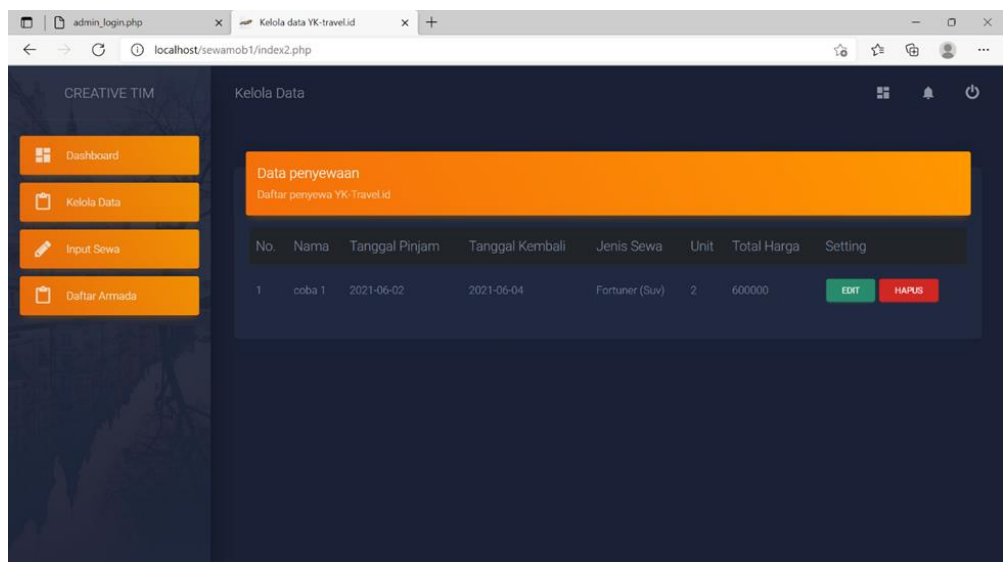 admin_login.php
Kelola data YK-travel.id
localhost/sewamob1/index2.php
CREATIVE TIM
Kelola Data
Dashboard
Kelola Data
Input Sewa
Daftar Armada
Data penyewaan
Daftar penyewa YK-Travel.id
No. Nama Tanggal Pinjam Tanggal Kembali Jenis Sewa Unit Total Harga Setting
1 coba 1 2021-06-02 2021-06-04 Fortuner (Suv) 2 600000 EDIT HAPUS